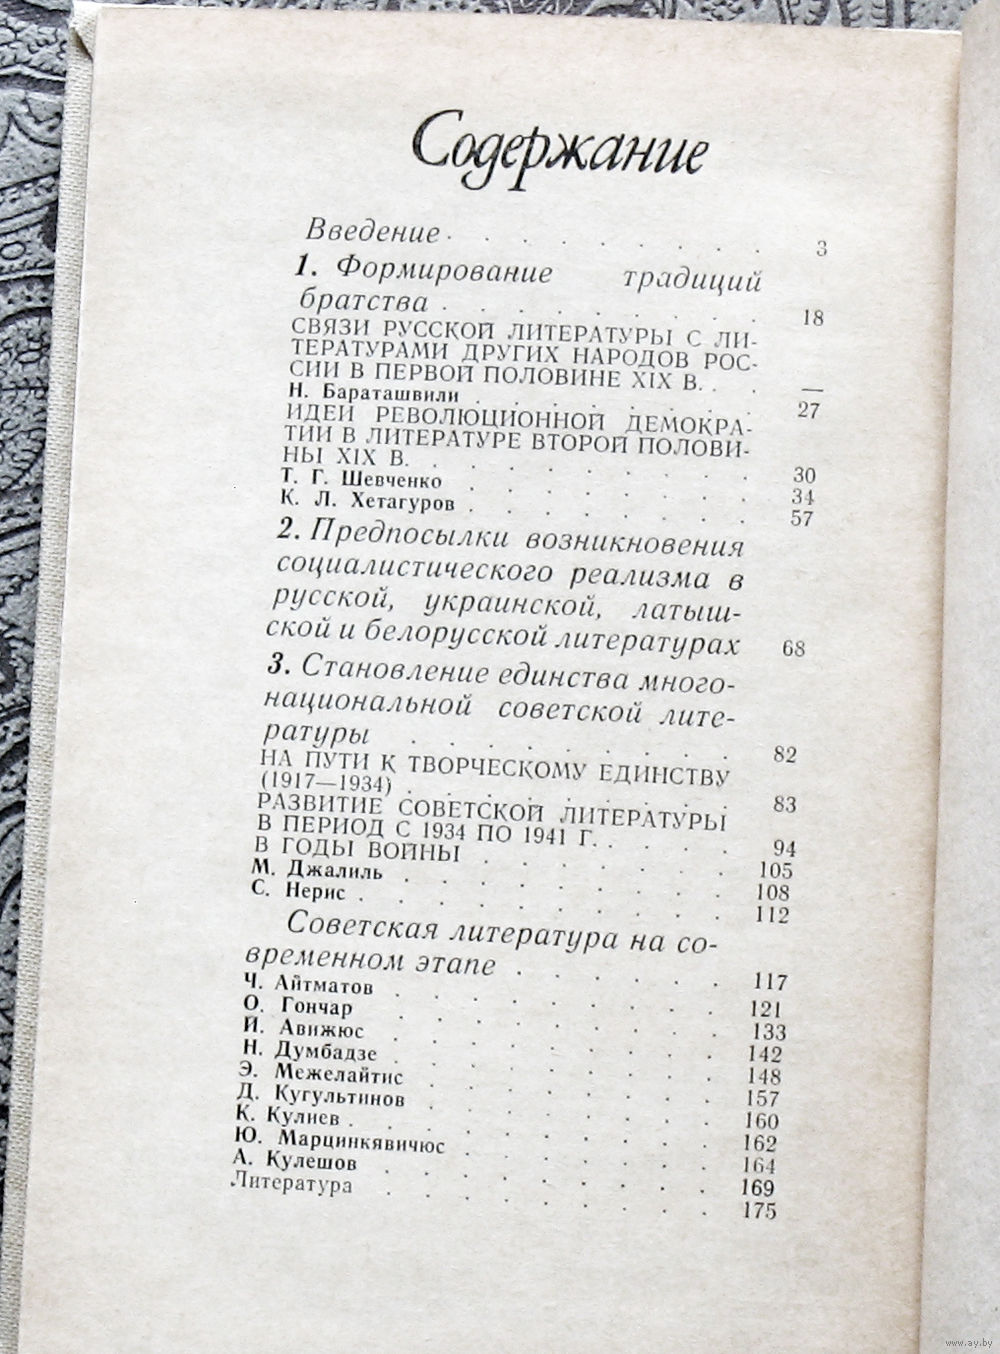 Содержание
Введение . . . . . . . . . 3
1. Формирование традиций
братства . . . . . . . . . 18
СВЯЗИ РУССКОЙ ЛИТЕРАТУРЫ С ЛИ-
ТЕРАТУРАМИ ДРУГИХ НАРОДОВ РОС-
СИИ В ПЕРВОЙ ПОЛОВИНЕ XIX В. . . —
Н. Бараташвили . . . . . . . . 27
ИДЕИ РЕВОЛЮЦИОННОЙ ДЕМОКРА-
ТИИ В ЛИТЕРАТУРЕ ВТОРОЙ ПОЛОВИ-
НЫ XIX В. . . . . . . . . . 30
Т. Г. Шевченко . . . . . . . . 34
К. Л. Хетагуров . . . . . . . . 57
2. Предпосылки возникновения
социалистического реализма в
русской, украинской, латыш-
ской и белорусской литературах 68
3. Становление единства много-
национальной советской лите-
ратуры . . . . . . . . . 82
НА ПУТИ К ТВОРЧЕСКОМУ ЕДИНСТВУ
(1917—1934) . . . . . . . . . 83
РАЗВИТИЕ СОВЕТСКОЙ ЛИТЕРАТУРЫ
В ПЕРИОД С 1934 ПО 1941 Г. . . . . 94
В ГОДЫ ВОЙНЫ . . . . . . . 105
М. Джалиль . . . . . . . . . 108
С. Нерис . . . . . . . . . . 112
Советская литература на со-
временном этапе . . . . . . 117
Ч. Айтматов . . . . . . . . . 121
О. Гончар . . . . . . . . . 133
Й. Авижюс . . . . . . . . . 142
Н. Думбадзе . . . . . . . . . 148
Э. Межелайтис . . . . . . . . 157
Д. Кугультинов . . . . . . . . 160
К. Кулиев . . . . . . . . . . 162
Ю. Марцинкявичюс . . . . . . . 164
А. Кулешов . . . . . . . . . 169
Литература . . . . . . . . . 175
www.ay.by